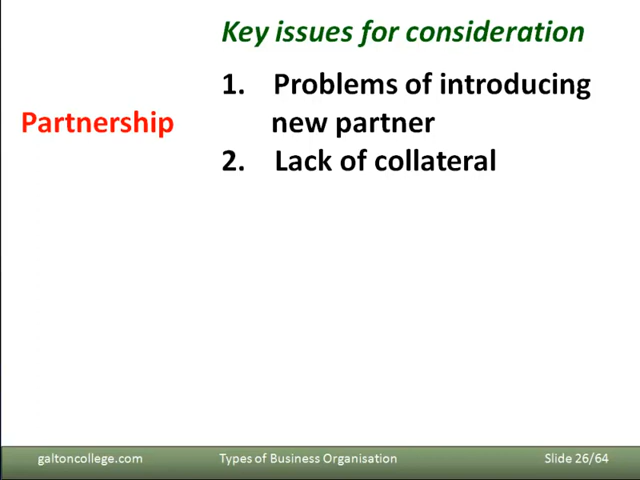 Key issues for consideration
Partnership
1. Problems of introducing
new partner
2. Lack of collateral
galtoncollege.com Types of Business Organisation Slide 26/64